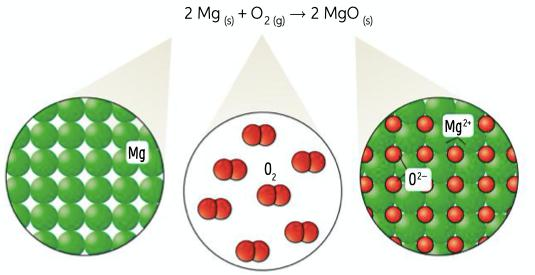 2 Mg (s) + O2 (g) → 2 MgO (s)
Mg
O2
Mg2+
O2−